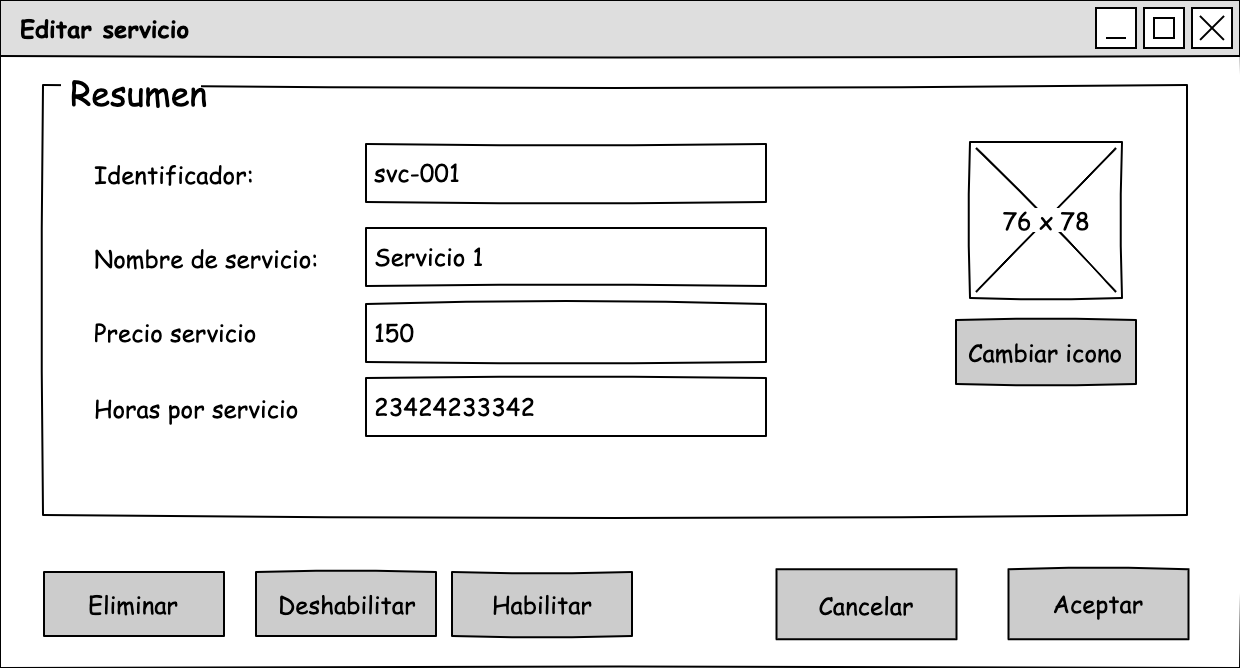 Editar servicio
Resumen
Identificador: svc-001
Nombre de servicio: Servicio 1
Precio servicio 150
Horas por servicio 23424233342
76 x 78
Cambiar icono
Eliminar Deshabilitar Habilitar Cancelar Aceptar